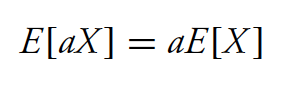 E[aX] = aE[X]